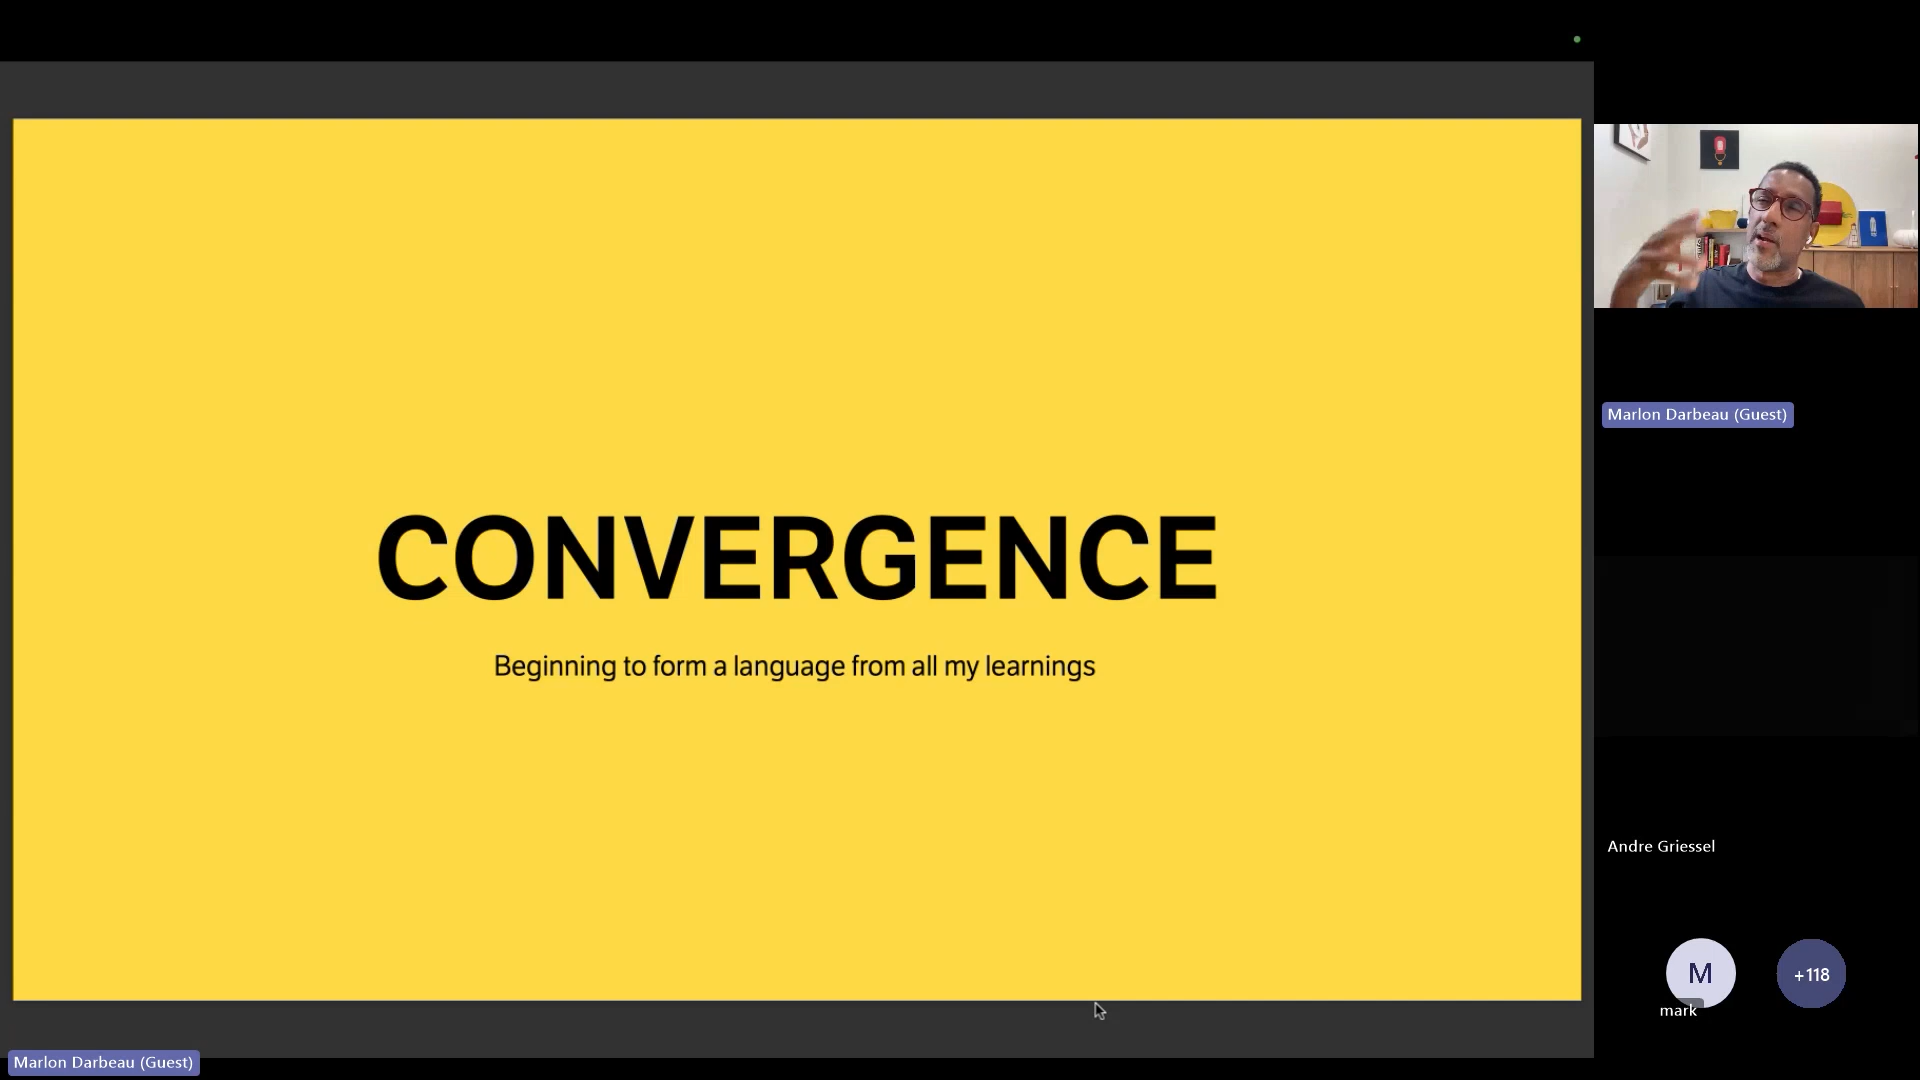 CONVERGENCE
Beginning to form a language from all my learnings
Marlon Darbeau (Guest)
Marlon Darbeau (Guest)
Andre Griessel
M
+118
mark